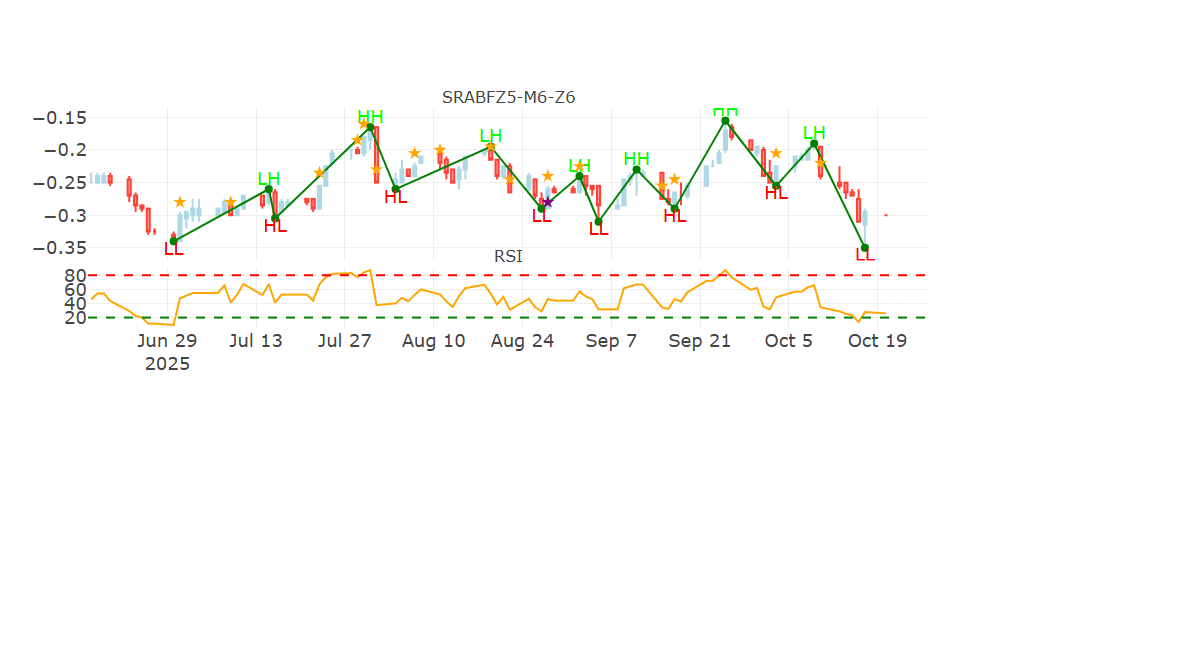 SRABFZ5-M6-Z6
−0.15
−0.2
−0.25
−0.3
−0.35
LL
LH
HL
HH
HL
LH
LL
LH
LL
HH
HL
HH
HL
LH
LL
RSI
80
60
40
20
Jun 29
2025
Jul 13
Jul 27
Aug 10
Aug 24
Sep 7
Sep 21
Oct 5
Oct 19